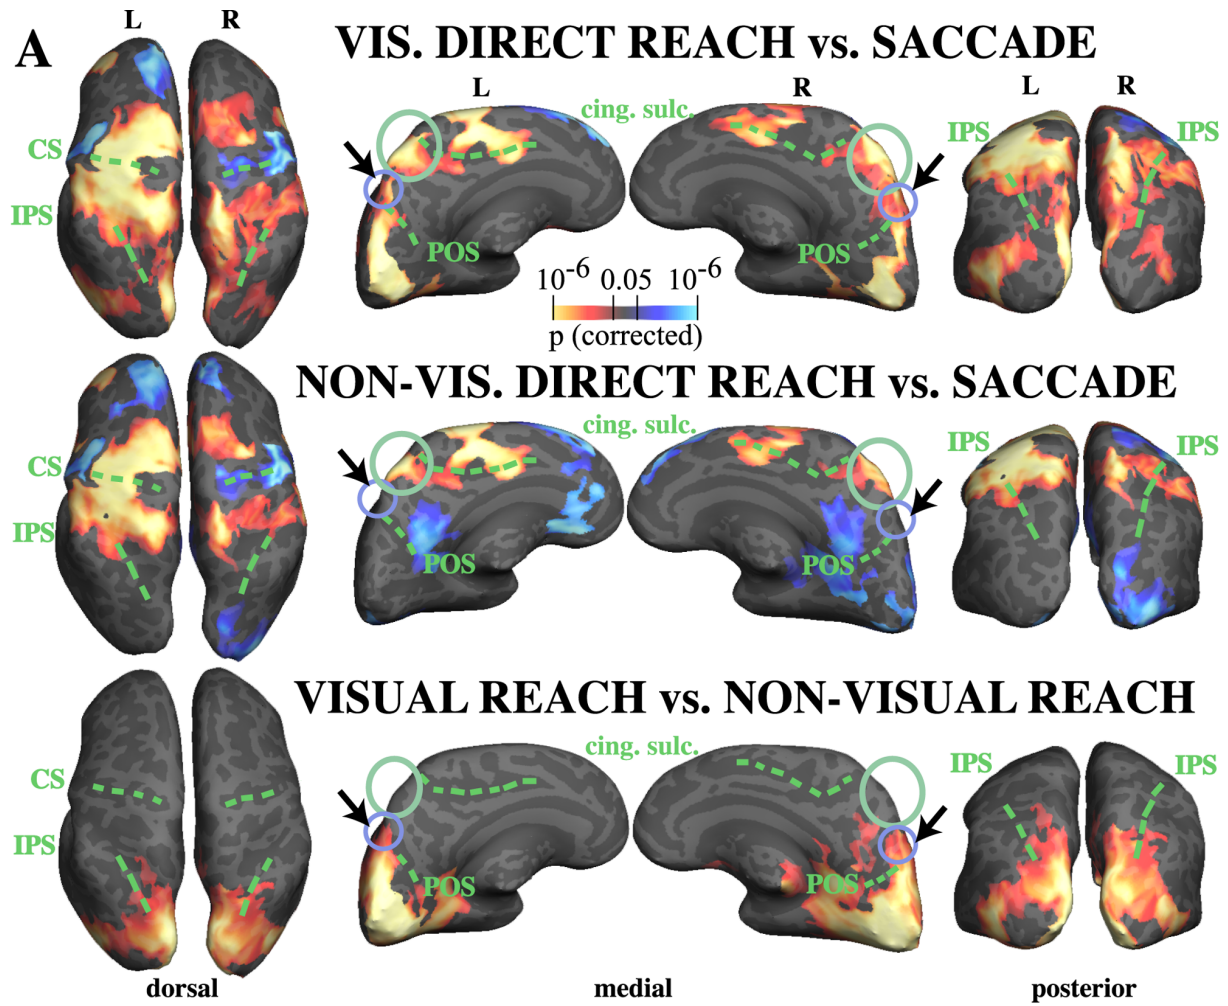 A
L R
VIS. DIRECT REACH vs. SACCADE
L R
L R
cing. sulc.
CS
IPS
IPS IPS
POS POS
10-6 0.05 10-6
p (corrected)
NON-VIS. DIRECT REACH vs. SACCADE
cing. sulc.
CS
IPS
IPS IPS
POS POS
VISUAL REACH vs. NON-VISUAL REACH
cing. sulc.
CS
IPS
IPS IPS
POS POS
dorsal medial posterior